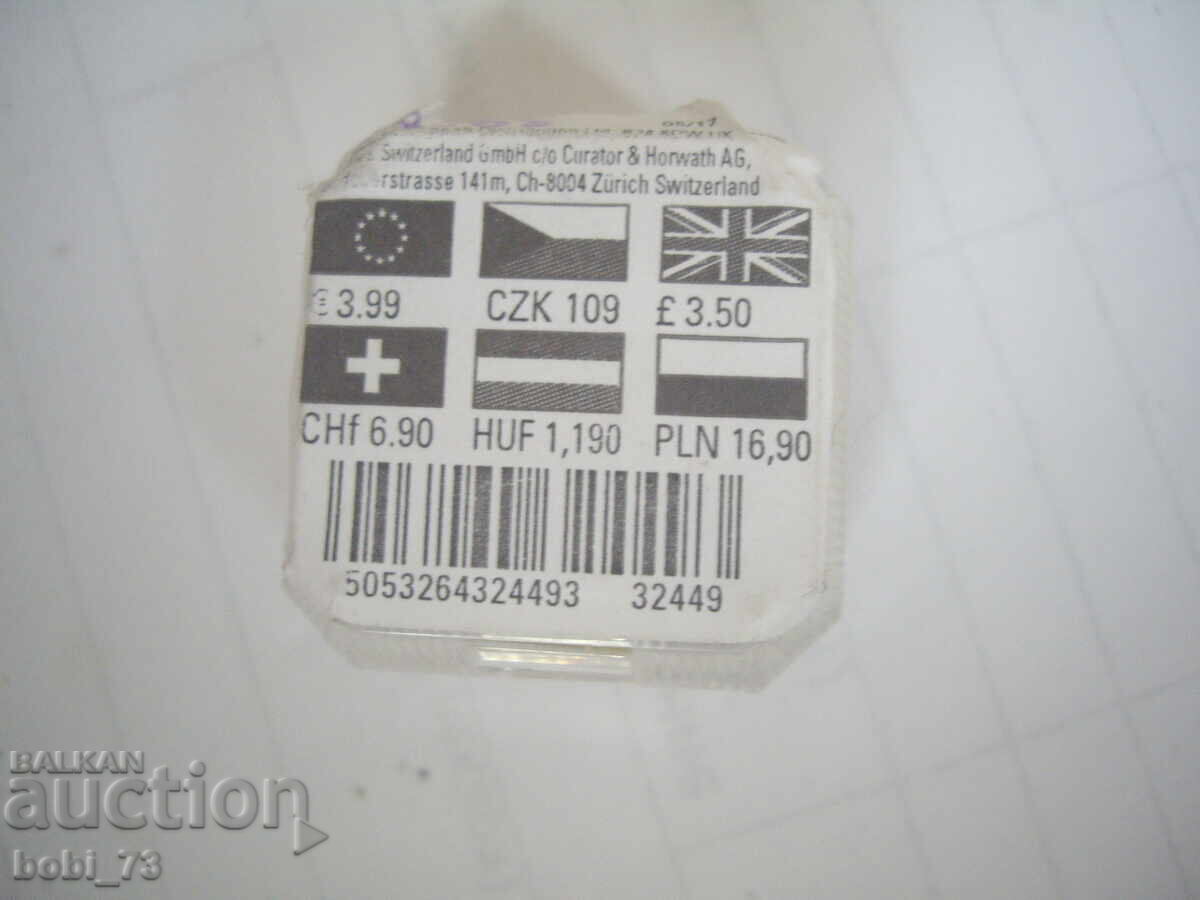 Switzerland GmbH c/o Curator & Horwath AG,
141m, Ch-8004 Zürich Switzerland
€ 3.99 CZK 109 £ 3.50
CHf 6.90 HUF 1,190 PLN 16,90
5053264324493 32449
BALKAN
auction
bobi_73